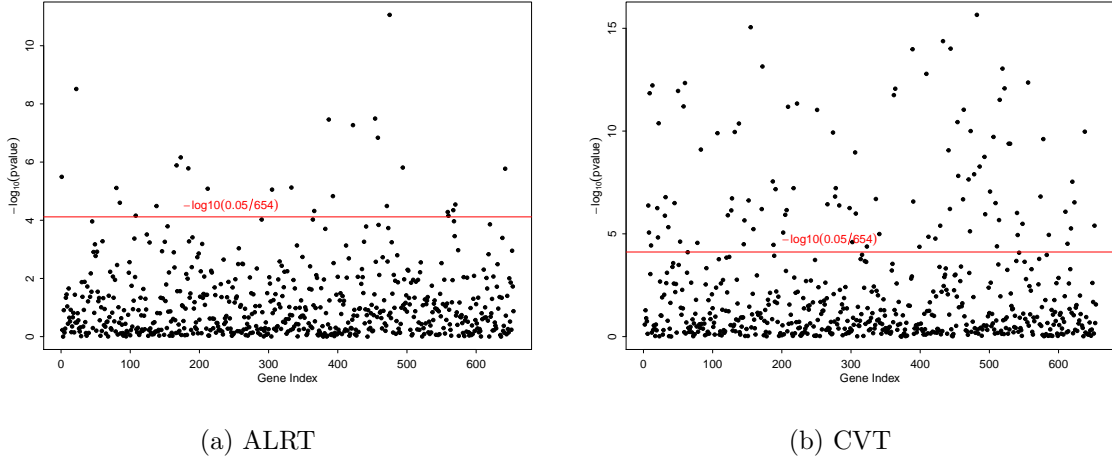 10
8
6
4
2
0
−log10(pvalue)
−log10(0.05/654)
0 100 200 300 400 500 600
Gene Index
(a) ALRT
15
10
5
0
−log10(pvalue)
−log10(0.05/654)
0 100 200 300 400 500 600
Gene Index
(b) CVT